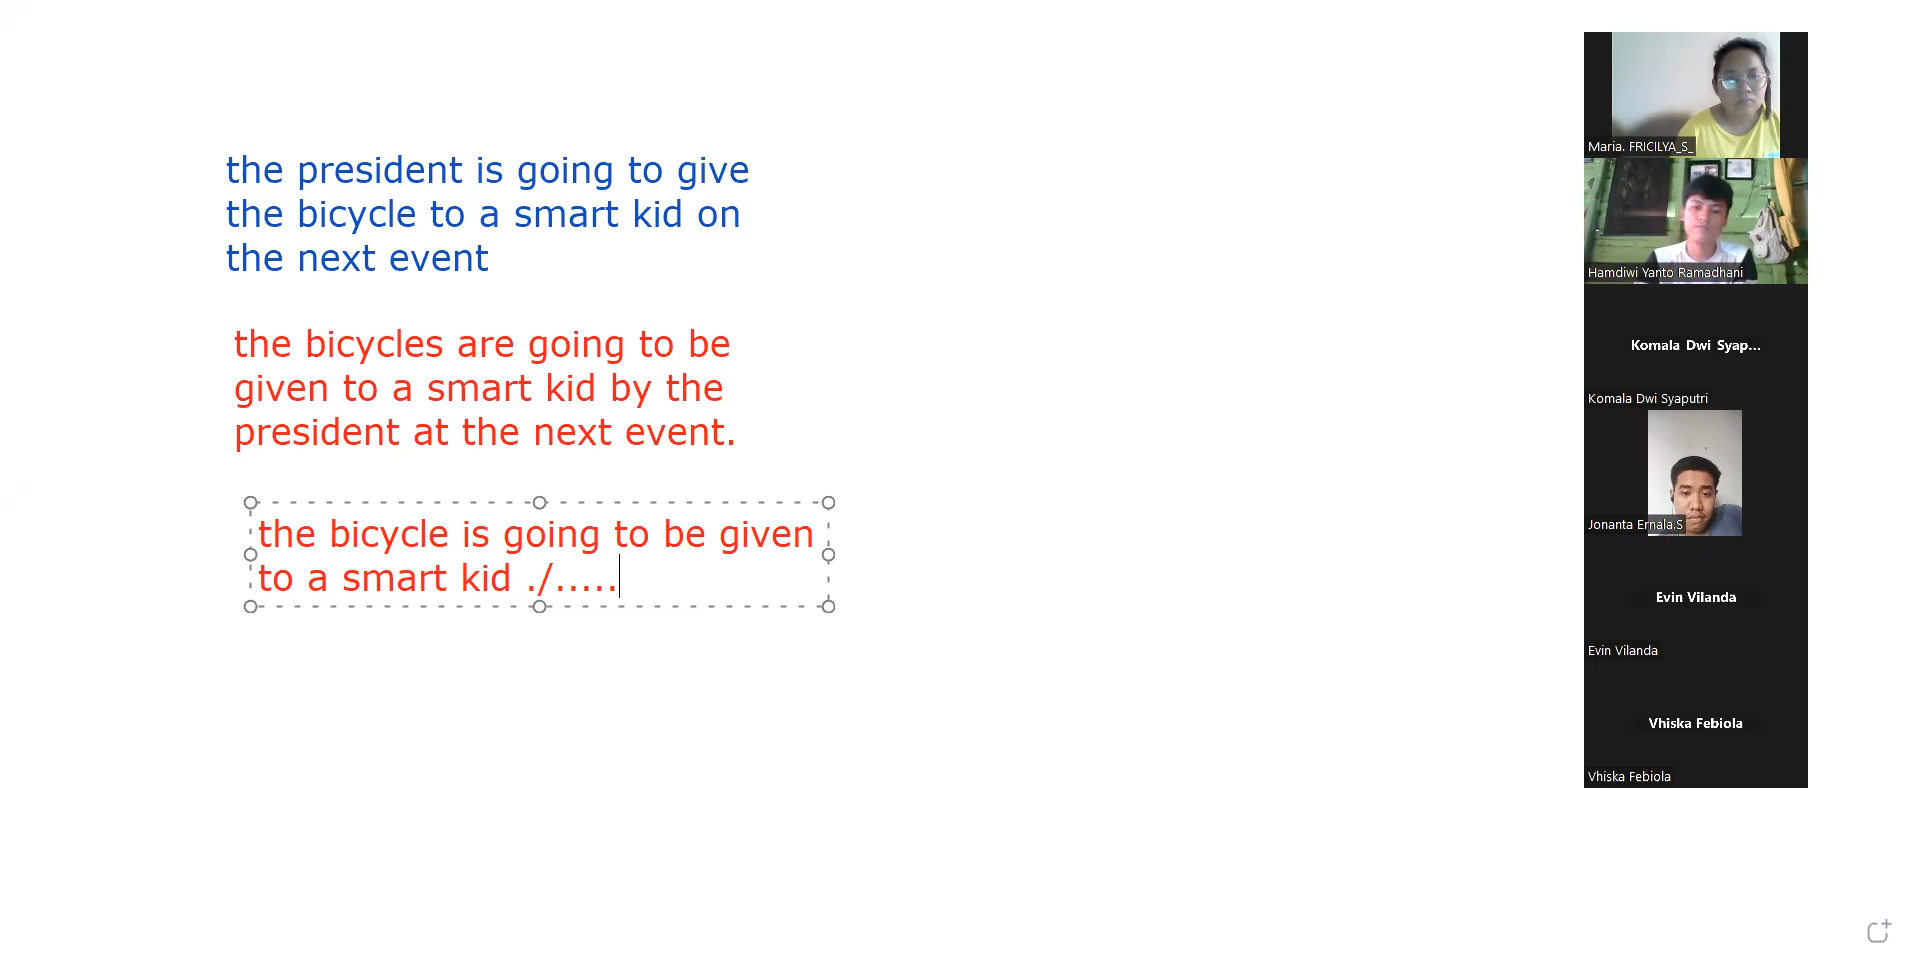 the president is going to give
the bicycle to a smart kid on
the next event
the bicycles are going to be
given to a smart kid by the
president at the next event.
the bicycle is going to be given
to a smart kid ./.....
Maria. FRICILYA_S_
Hamdiwi Yanto Ramadhani
Komala Dwi Syap...
Komala Dwi Syaputri
Jonanta Ernala.S
Evin Vilanda
Evin Vilanda
Vhiska Febiola
Vhiska Febiola